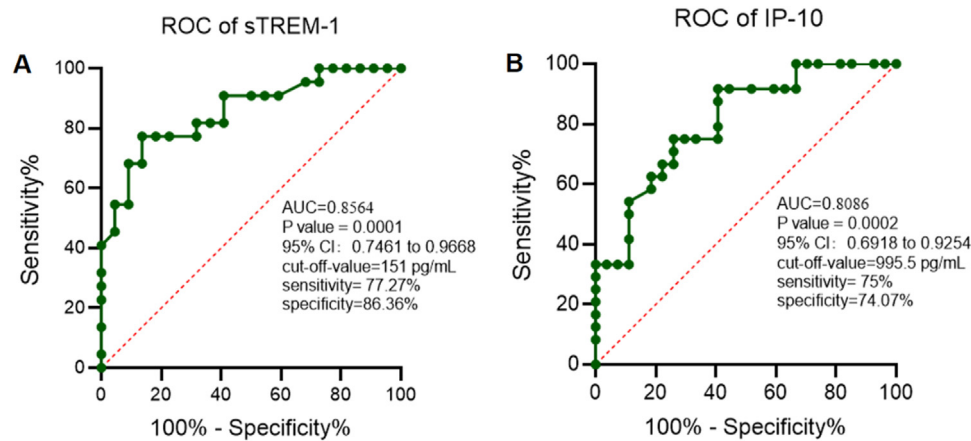 ROC of sTREM-1
A
100
80
60
40
20
0
Sensitivity%
AUC=0.8564
P value = 0.0001
95% CI: 0.7461 to 0.9668
cut-off-value=151 pg/mL
sensitivity= 77.27%
specificity=86.36%
0 20 40 60 80 100
100% - Specificity%
ROC of IP-10
B
100
80
60
40
20
0
Sensitivity%
AUC=0.8086
P value = 0.0002
95% CI: 0.6918 to 0.9254
cut-off-value=995.5 pg/mL
sensitivity= 75%
specificity=74.07%
0 20 40 60 80 100
100% - Specificity%